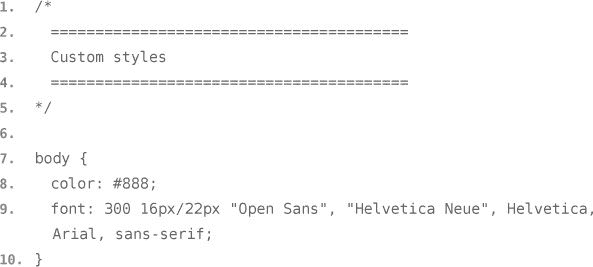 1. /*
2. ========================================
3. Custom styles
4. ========================================
5. */
6.
7. body {
8. color: #888;
9. font: 300 16px/22px "Open Sans", "Helvetica Neue", Helvetica,
Arial, sans-serif;
10. }